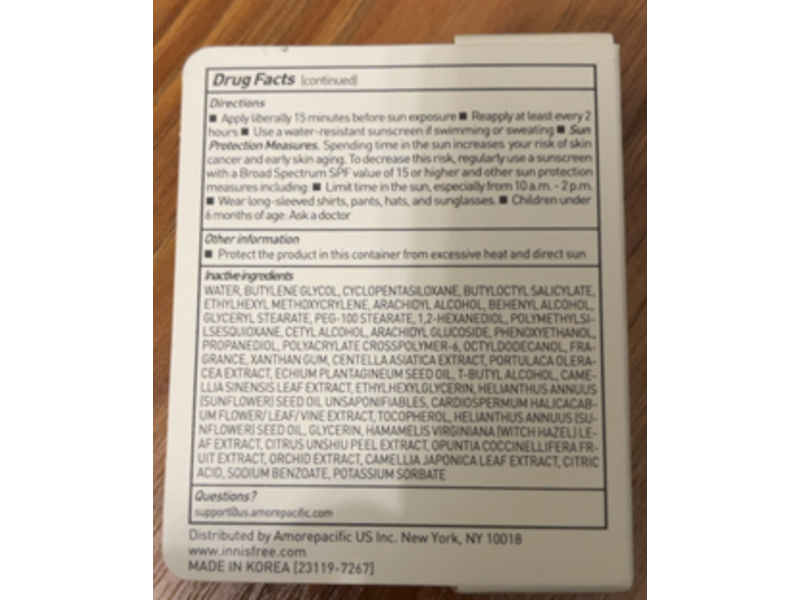 Drug Facts (continued)
Directions
■ Apply liberally 15 minutes before sun exposure ■ Reapply at least every 2
hours ■ Use a water-resistant sunscreen if swimming or sweating ■ Sun
Protection Measures. Spending time in the sun increases your risk of skin
cancer and early skin aging. To decrease this risk, regularly use a sunscreen
with a Broad Spectrum SPF value of 15 or higher and other sun protection
measures including: ■ Limit time in the sun, especially from 10 a.m. - 2 p.m.
■ Wear long-sleeved shirts, pants, hats, and sunglasses. ■ Children under
6 months of age: Ask a doctor
Other information
■ Protect the product in this container from excessive heat and direct sun
Inactive ingredients
WATER, BUTYLENE GLYCOL, CYCLOPENTASILOXANE, BUTYLOCTYL SALICYLATE,
ETHYLHEXYL METHOXYCRYLENE, ARACHIDYL ALCOHOL, BEHENYL ALCOHOL,
GLYCERYL STEARATE, PEG-100 STEARATE, 1,2-HEXANEDIOL, POLYMETHYLSI-
LSESQUIOXANE, CETYL ALCOHOL, ARACHIDYL GLUCOSIDE, PHENOXYETHANOL,
PROPANEDIOL, POLYACRYLATE CROSSPOLYMER-6, OCTYLDODECANOL, FRA-
GRANCE, XANTHAN GUM, CENTELLA ASIATICA EXTRACT, PORTULACA OLERA-
CEA EXTRACT, ECHIUM PLANTAGINEUM SEED OIL, T-BUTYL ALCOHOL, CAME-
LLIA SINENSIS LEAF EXTRACT, ETHYLHEXYLGLYCERIN, HELIANTHUS ANNUUS
(SUNFLOWER) SEED OIL UNSAPONIFIABLES, CARDIOSPERMUM HALICACAB-
UM FLOWER/ LEAF/ VINE EXTRACT, TOCOPHEROL, HELIANTHUS ANNUUS (SU-
NFLOWER) SEED OIL, GLYCERIN, HAMAMELIS VIRGINIANA (WITCH HAZEL) LE-
AF EXTRACT, CITRUS UNSHIU PEEL EXTRACT, OPUNTIA COCCINELLIFERA FR-
UIT EXTRACT, ORCHID EXTRACT, CAMELLIA JAPONICA LEAF EXTRACT, CITRIC
ACID, SODIUM BENZOATE, POTASSIUM SORBATE
Questions?
support@us.amorepacific.com
Distributed by Amorepacific US Inc. New York, NY 10018
www.innisfree.com
MADE IN KOREA [23119-7267]